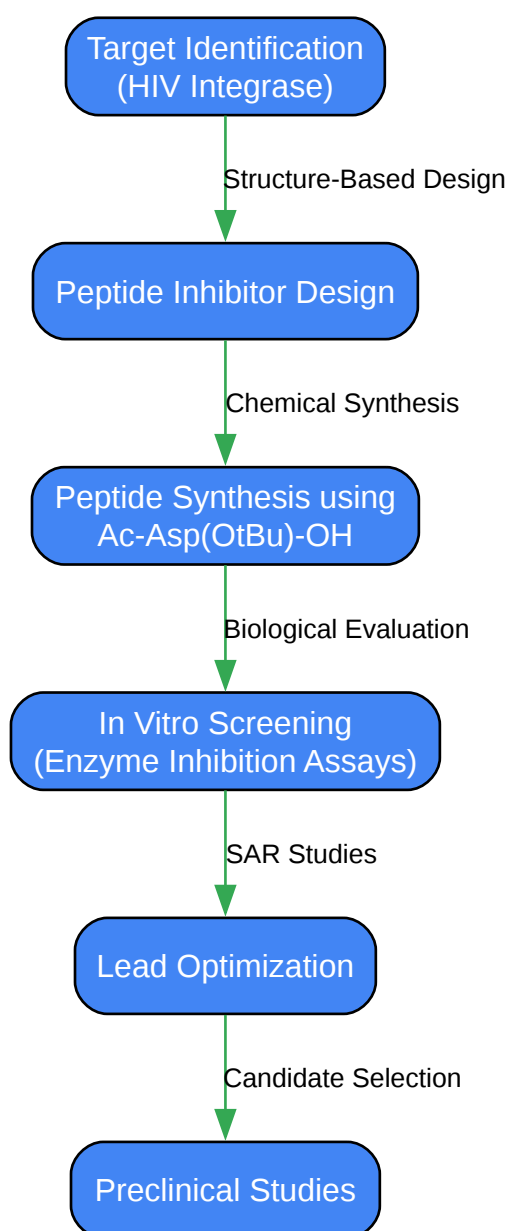 Target Identification
(HIV Integrase)
Structure-Based Design
Peptide Inhibitor Design
Chemical Synthesis
Peptide Synthesis using
Ac-Asp(OtBu)-OH
Biological Evaluation
In Vitro Screening
(Enzyme Inhibition Assays)
SAR Studies
Lead Optimization
Candidate Selection
Preclinical Studies